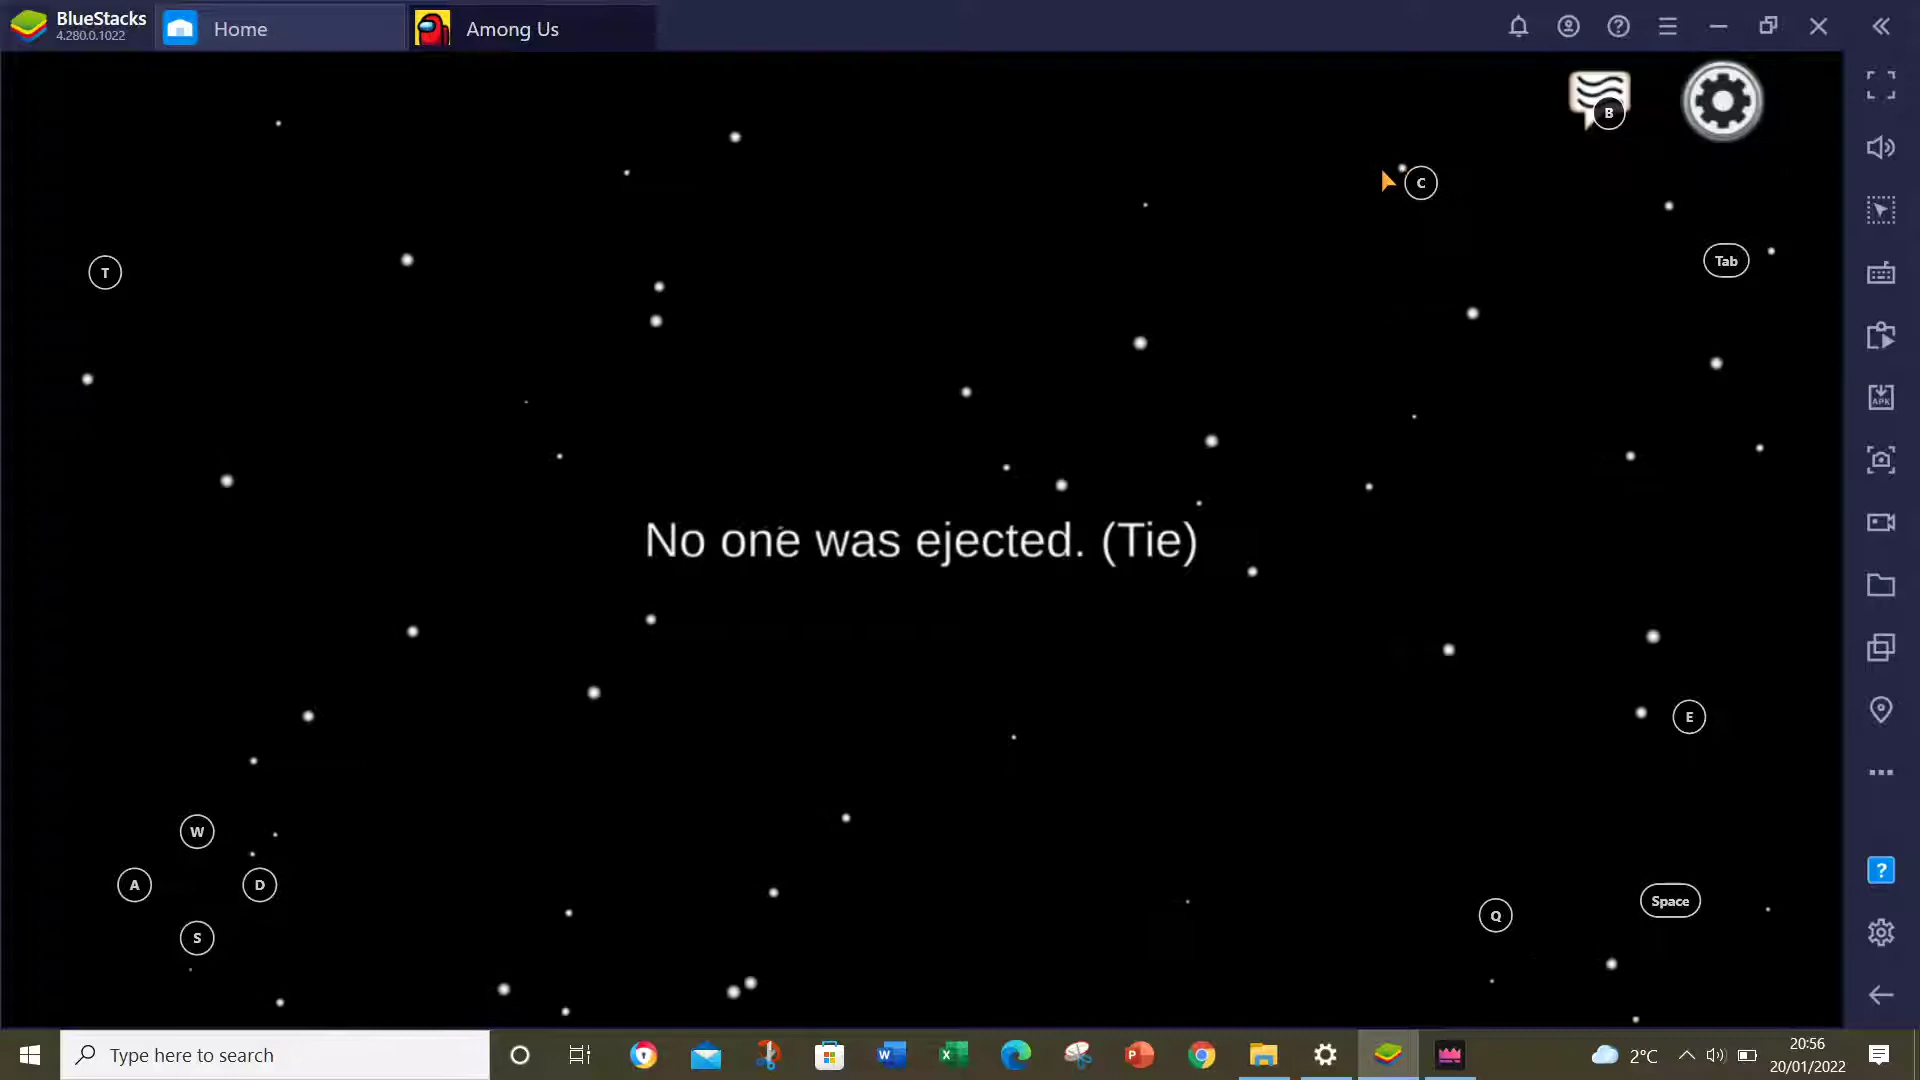 BlueStacks
4.280.0.1022
Home
Among Us
B
C
T
Tab
APK
No one was ejected. (Tie)
E
W
A
D
S
Q
Space
?
Type here to search
2°C
20:56
20/01/2022